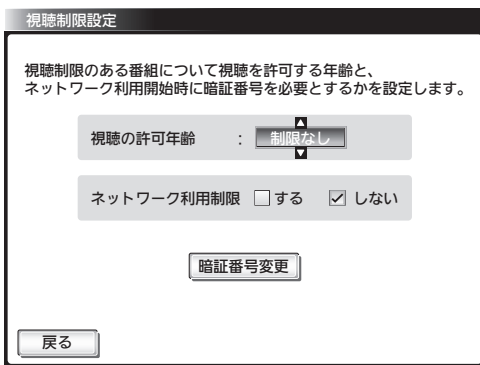 視聴制限設定
視聴制限のある番組について視聴を許可する年齢と、
ネットワーク利用開始時に暗証番号を必要とするかを設定します。
視聴の許可年齢 : 制限なし
ネットワーク利用制限 する しない
暗証番号変更
戻る